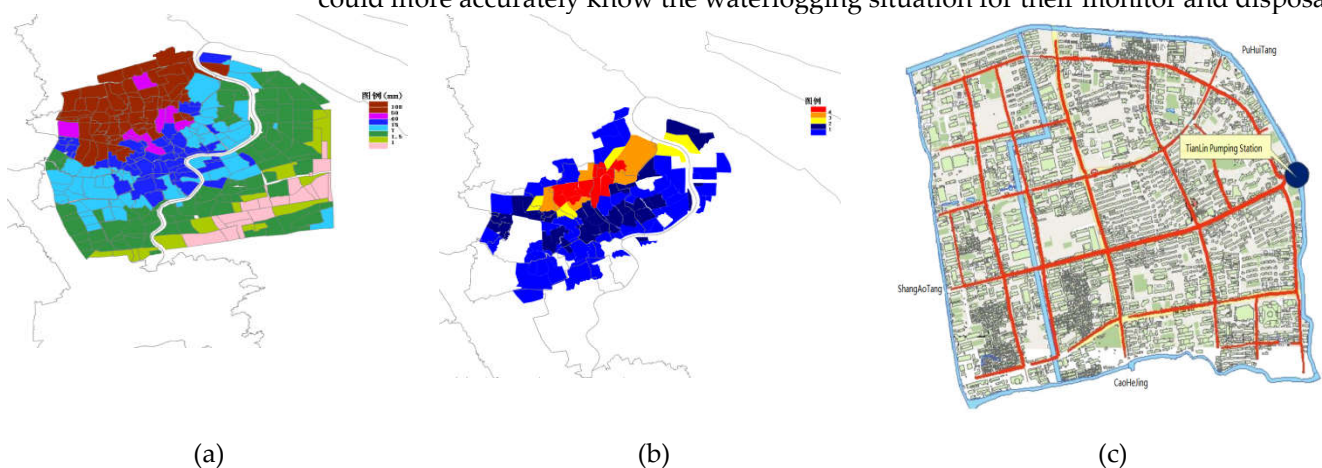 could more accurately know the waterlogging situation for their monitor and disposa
图例(mm)
100
图例
PuHuiTang
TianLin Pumping Station
ShangAoTang
CaoHeJing
(a)
(b)
(c)